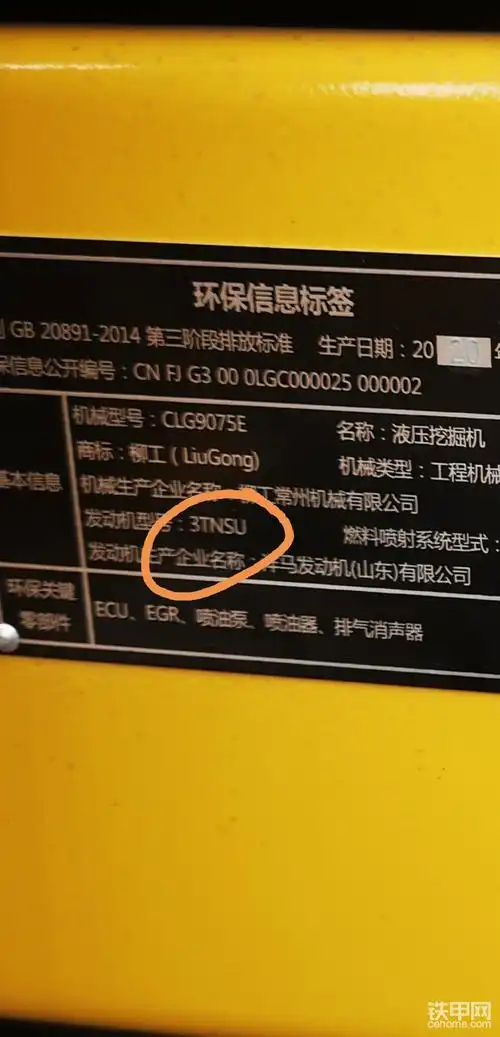 环保信息标签
GB 20891-2014 第三阶段排放标准 生产日期：20 20
保信息公开编号：CN FJ G3 00 0LGC000025 000002
基本信息
机械型号：CLG9075E 名称：液压挖掘机
商标：柳工（LiuGong） 机械类型：工程机械
机械生产企业名称：柳工常州机械有限公司
发动机型号：3TNSU 燃料喷射系统型式：
发动机生产企业名称：洋马发动机(山东)有限公司
环保关键零部件
ECU、EGR、喷油泵、喷油器、排气消声器
铁甲网
cehome.com